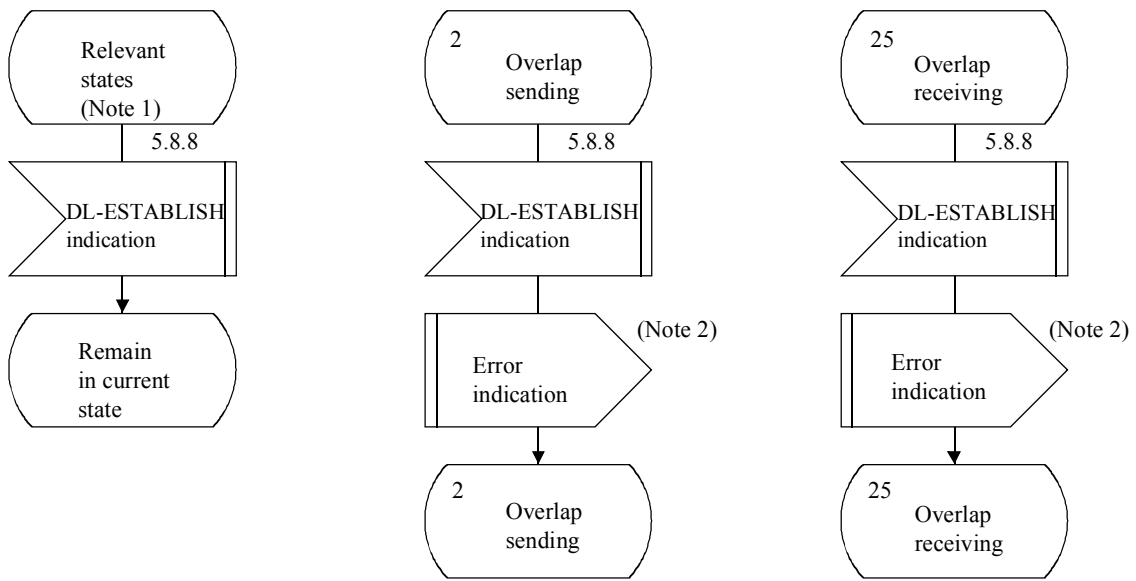 Relevant
states
(Note 1)
5.8.8
DL-ESTABLISH
indication
Remain
in current
state
2
Overlap
sending
5.8.8
DL-ESTABLISH
indication
(Note 2)
Error
indication
2
Overlap
sending
25
Overlap
receiving
5.8.8
DL-ESTABLISH
indication
(Note 2)
Error
indication
25
Overlap
receiving